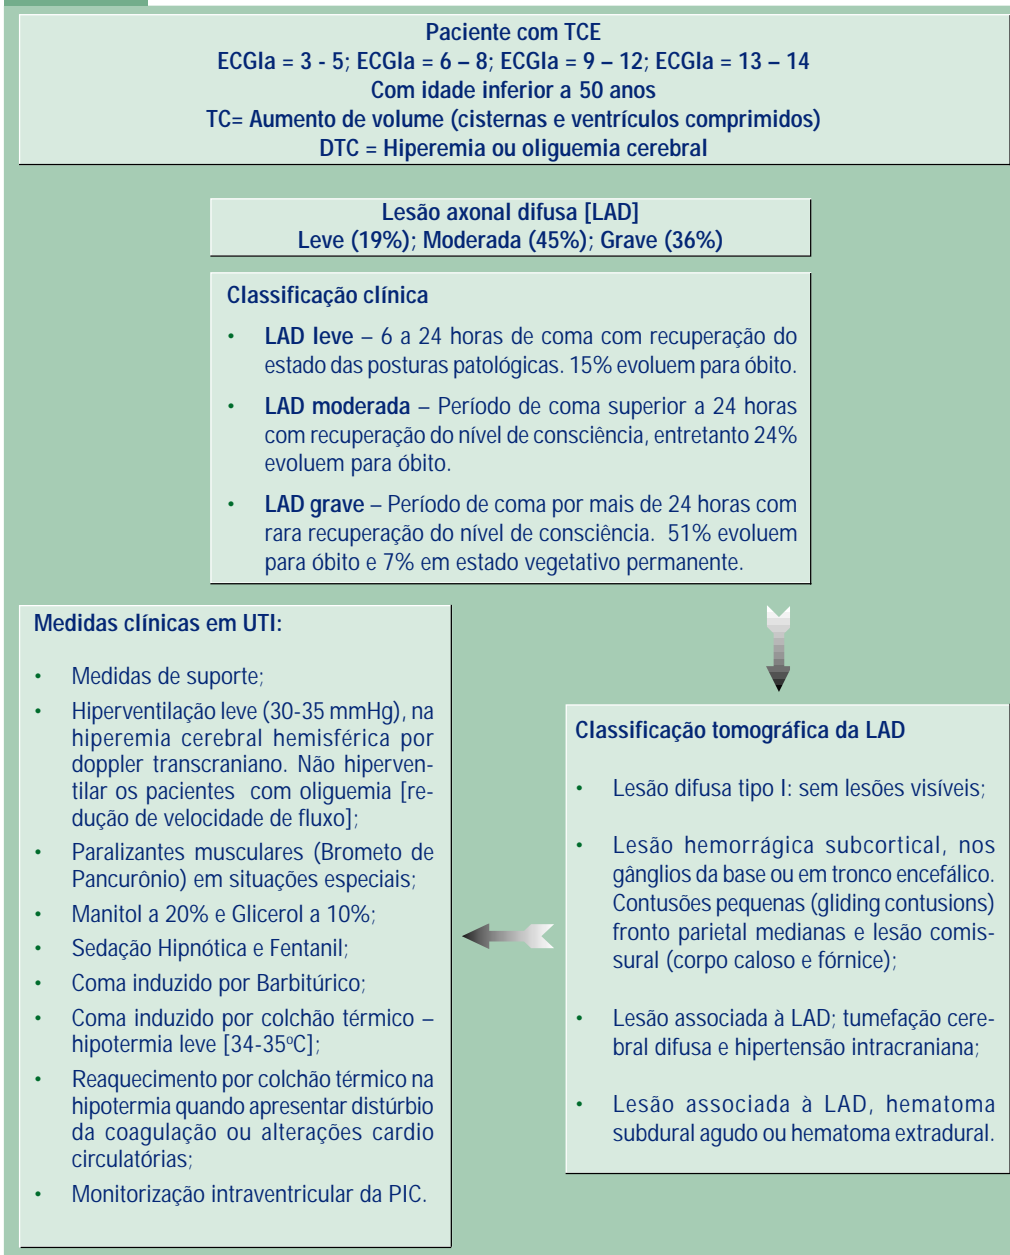 Paciente com TCE
ECGla = 3 - 5; ECGla = 6 – 8; ECGla = 9 – 12; ECGla = 13 – 14
Com idade inferior a 50 anos
TC= Aumento de volume (cisternas e ventrículos comprimidos)
DTC = Hiperemia ou oliguemia cerebral
Lesão axonal difusa [LAD]
Leve (19%); Moderada (45%); Grave (36%)
Classificação clínica
• LAD leve – 6 a 24 horas de coma com recuperação do
estado das posturas patológicas. 15% evoluem para óbito.
• LAD moderada – Período de coma superior a 24 horas
com recuperação do nível de consciência, entretanto 24%
evoluem para óbito.
• LAD grave – Período de coma por mais de 24 horas com
rara recuperação do nível de consciência. 51% evoluem
para óbito e 7% em estado vegetativo permanente.
Medidas clínicas em UTI:
• Medidas de suporte;
• Hiperventilação leve (30-35 mmHg), na
hiperemia cerebral hemisférica por
doppler transcraniano. Não hiperven-
tilar os pacientes com oliguemia [re-
dução de velocidade de fluxo];
• Paralizantes musculares (Brometo de
Pancurônio) em situações especiais;
• Manitol a 20% e Glicerol a 10%;
• Sedação Hipnótica e Fentanil;
• Coma induzido por Barbitúrico;
• Coma induzido por colchão térmico –
hipotermia leve [34-35ºC];
• Reaquecimento por colchão térmico na
hipotermia quando apresentar distúrbio
da coagulação ou alterações cardio
circulatórias;
• Monitorização intraventricular da PIC.
Classificação tomográfica da LAD
• Lesão difusa tipo I: sem lesões visíveis;
• Lesão hemorrágica subcortical, nos
gânglios da base ou em tronco encefálico.
Contusões pequenas (gliding contusions)
fronto parietal medianas e lesão comis-
sural (corpo caloso e fórnice);
• Lesão associada à LAD; tumefação cere-
bral difusa e hipertensão intracraniana;
• Lesão associada à LAD, hematoma
subdural agudo ou hematoma extradural.